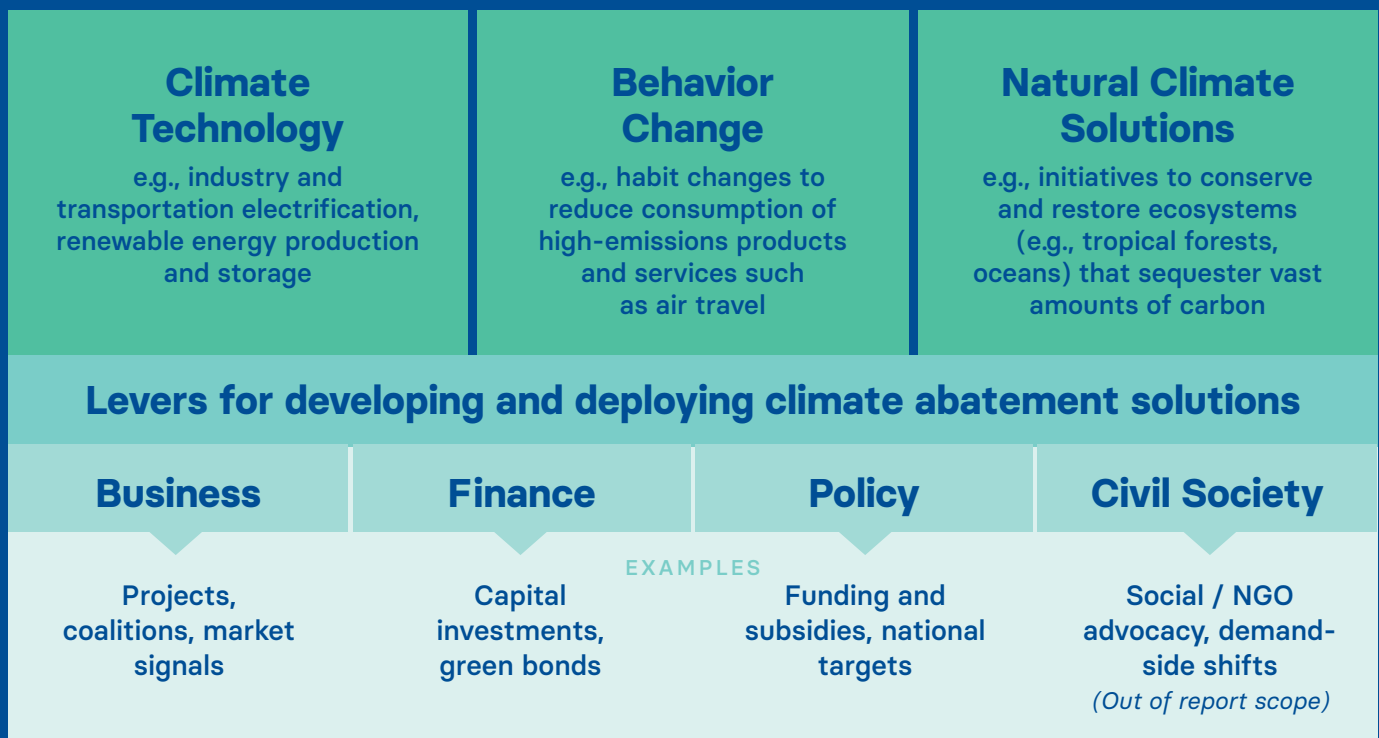 Climate
Technology
e.g., industry and
transportation electrification,
renewable energy production
and storage
Behavior
Change
e.g., habit changes to
reduce consumption of
high-emissions products
and services such
as air travel
Natural Climate
Solutions
e.g., initiatives to conserve
and restore ecosystems
(e.g., tropical forests,
oceans) that sequester vast
amounts of carbon
Levers for developing and deploying climate abatement solutions
Business
Finance
Policy
Civil Society
EXAMPLES
Projects,
coalitions, market
signals
Capital
investments,
green bonds
Funding and
subsidies, national
targets
Social / NGO
advocacy, demand-
side shifts
(Out of report scope)